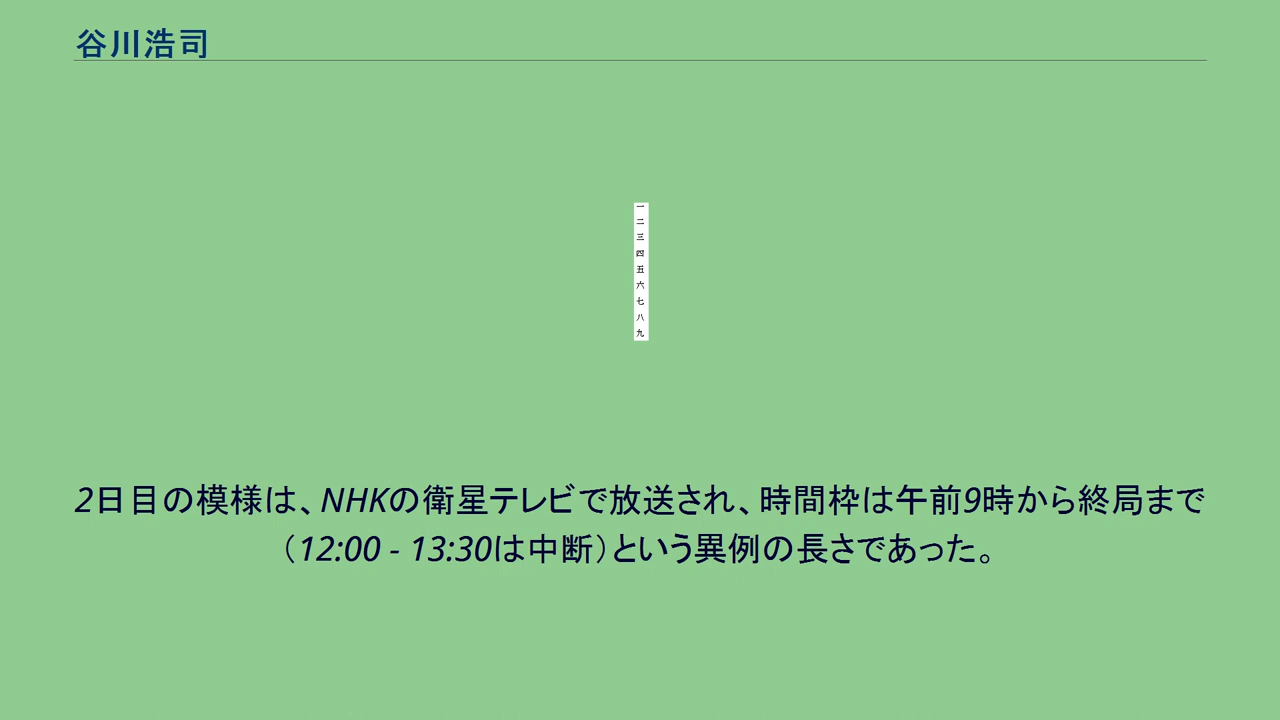 谷川浩司
一
二
三
四
五
六
七
八
九
2日目の模様は、NHKの衛星テレビで放送され、時間枠は午前9時から終局まで
（12:00 - 13:30は中断）という異例の長さであった。